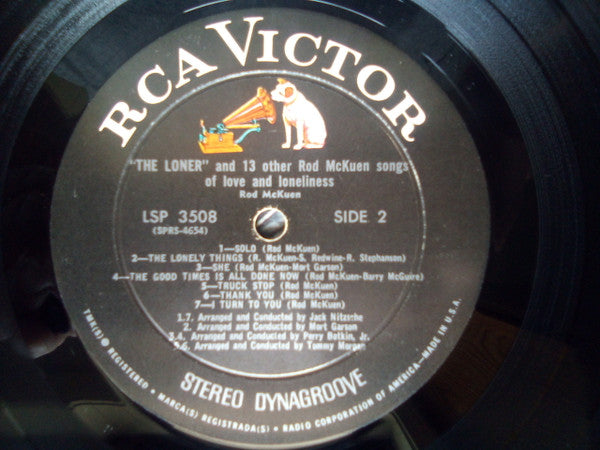 RCA VICTOR
"THE LONER" and 13 other Rod McKuen songs
of love and loneliness
Rod McKuen
LSP 3508
(SPRS-4654)
SIDE 2
1—SOLO (Rod McKuen)
2—THE LONELY THINGS (R. McKuen-S. Redwine-R. Stephanson)
3—SHE (Rod McKuen-Mort Garson)
4—THE GOOD TIMES IS ALL DONE NOW (Rod McKuen-Barry McGuire)
5—TRUCK STOP (Rod McKuen)
6—THANK YOU (Rod McKuen)
7—I TURN TO YOU (Rod McKuen)
1.7. Arranged and Conducted by Jack Nitzsche
2. Arranged and Conducted by Mort Garson
3.4. Arranged and Conducted by Perry Botkin, Jr.
5.6. Arranged and Conducted by Tommy Morgan
STEREO DYNAGROOVE
TMK(S) ® REGISTERED • MARCA(S) REGISTRADA(S) • RADIO CORPORATION OF AMERICA—MADE IN U.S.A.